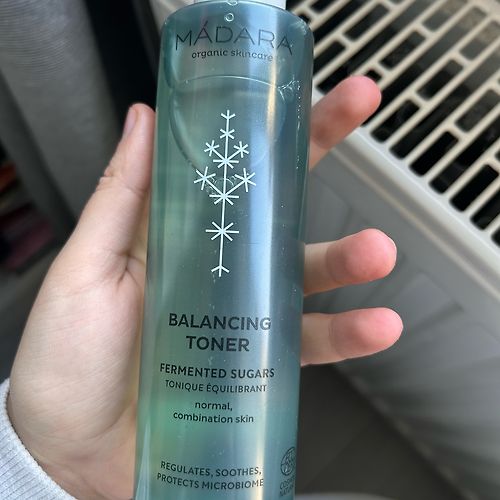 MÁDARA
organic skincare
BALANCING
TONER
FERMENTED SUGARS
TONIQUE ÉQUILIBRANT
normal,
combination skin
REGULATES, SOOTHES,
PROTECTS MICROBIOME